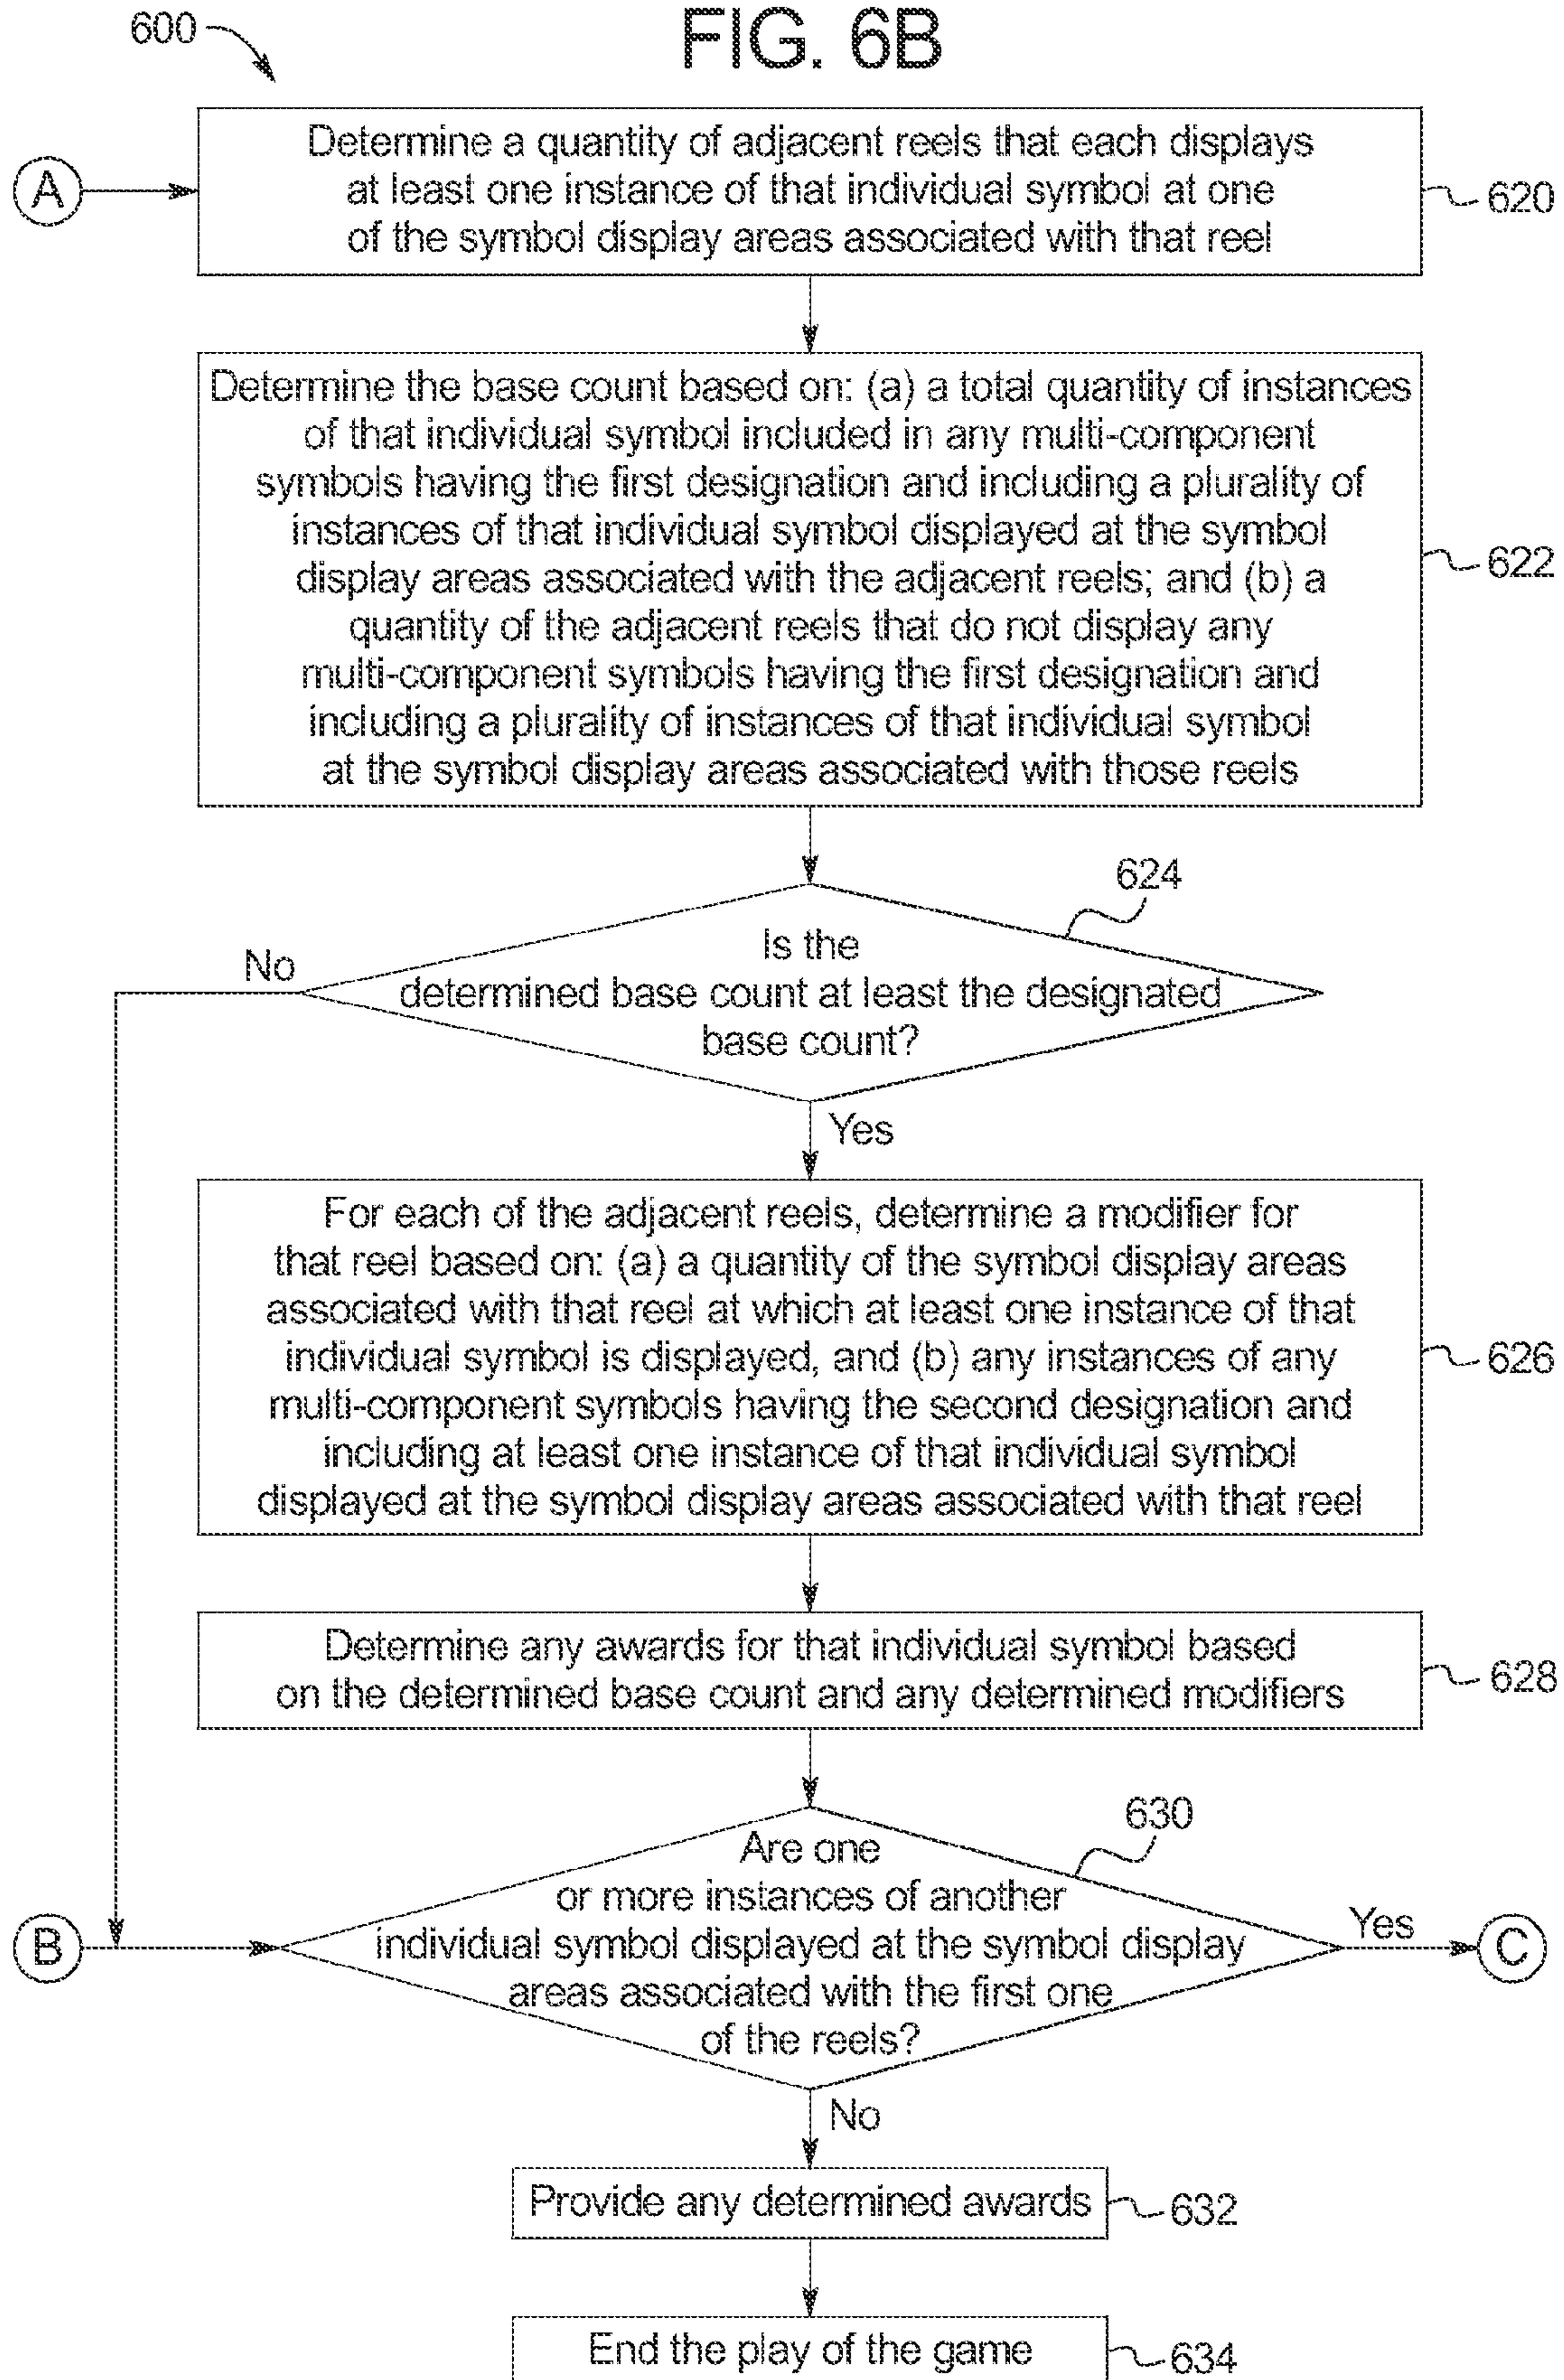 FIG. 6B
600
A
Determine a quantity of adjacent reels that each displays
at least one instance of that individual symbol at one
of the symbol display areas associated with that reel
620
Determine the base count based on: (a) a total quantity of instances
of that individual symbol included in any multi-component
symbols having the first designation and including a plurality of
instances of that individual symbol displayed at the symbol
display areas associated with the adjacent reels; and (b) a
quantity of the adjacent reels that do not display any
multi-component symbols having the first designation and
including a plurality of instances of that individual symbol
at the symbol display areas associated with those reels
622
624
Is the
determined base count at least the designated
base count?
No
Yes
For each of the adjacent reels, determine a modifier for
that reel based on: (a) a quantity of the symbol display areas
associated with that reel at which at least one instance of that
individual symbol is displayed, and (b) any instances of any
multi-component symbols having the second designation and
including at least one instance of that individual symbol
displayed at the symbol display areas associated with that reel
626
Determine any awards for that individual symbol based
on the determined base count and any determined modifiers
628
630
Are one
or more instances of another
individual symbol displayed at the symbol display
areas associated with the first one
of the reels?
B
Yes
C
No
Provide any determined awards
632
End the play of the game
634